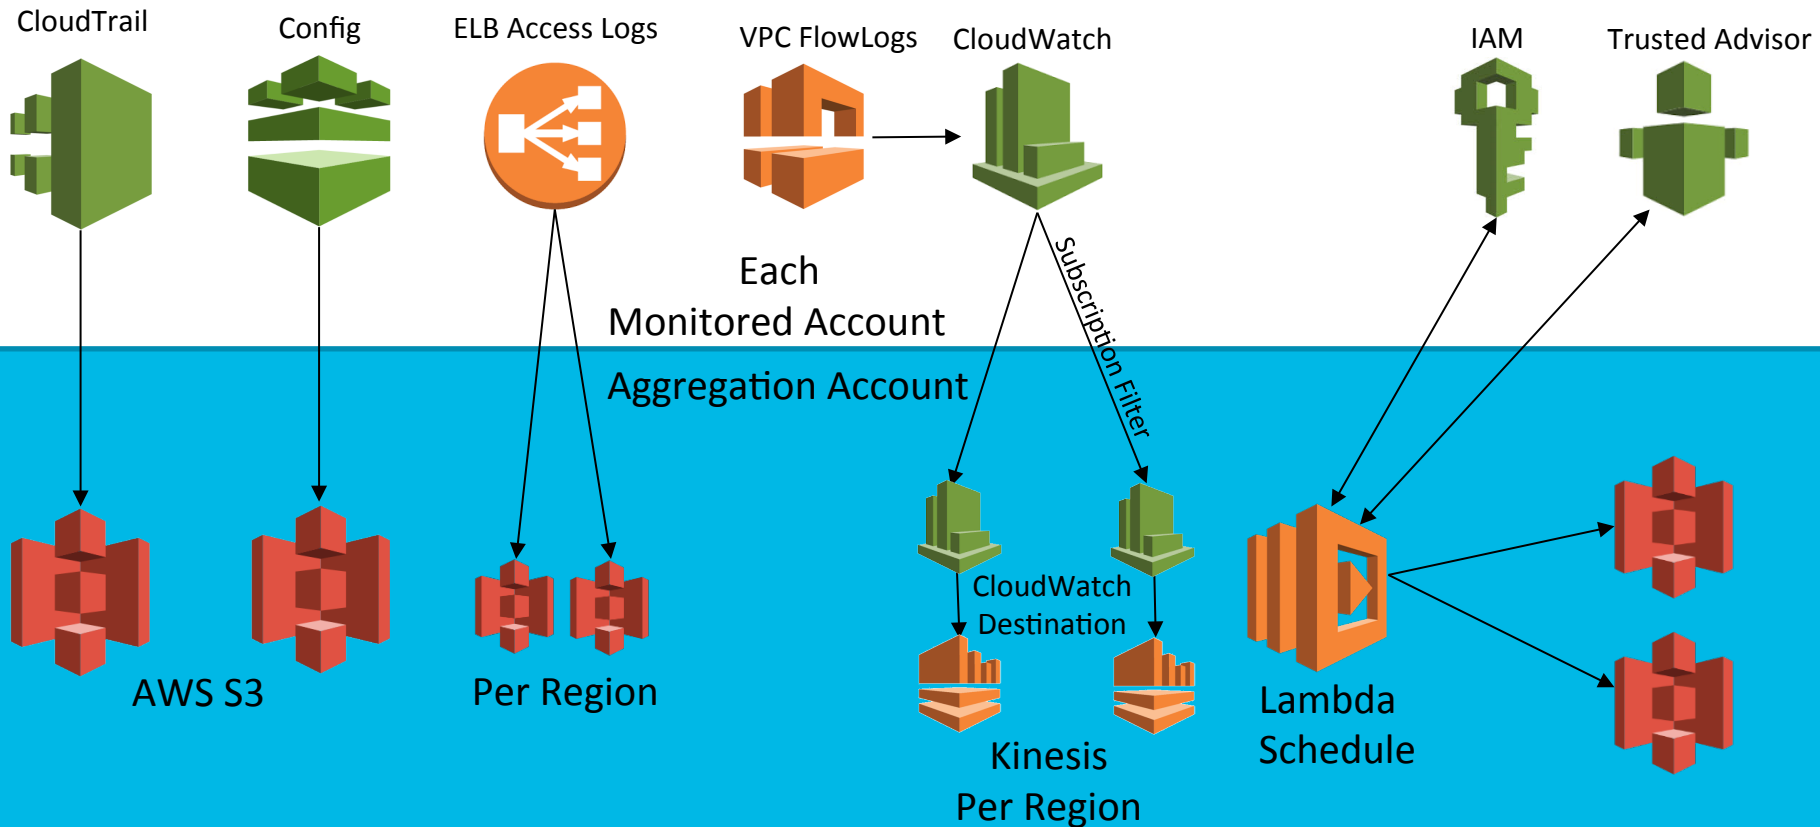 CloudTrail
Config
ELB Access Logs
VPC FlowLogs
CloudWatch
IAM
Trusted Advisor
Each
Monitored Account
Subscription Filter
Aggregation Account
CloudWatch
Destination
AWS S3
Per Region
Kinesis
Per Region
Lambda
Schedule